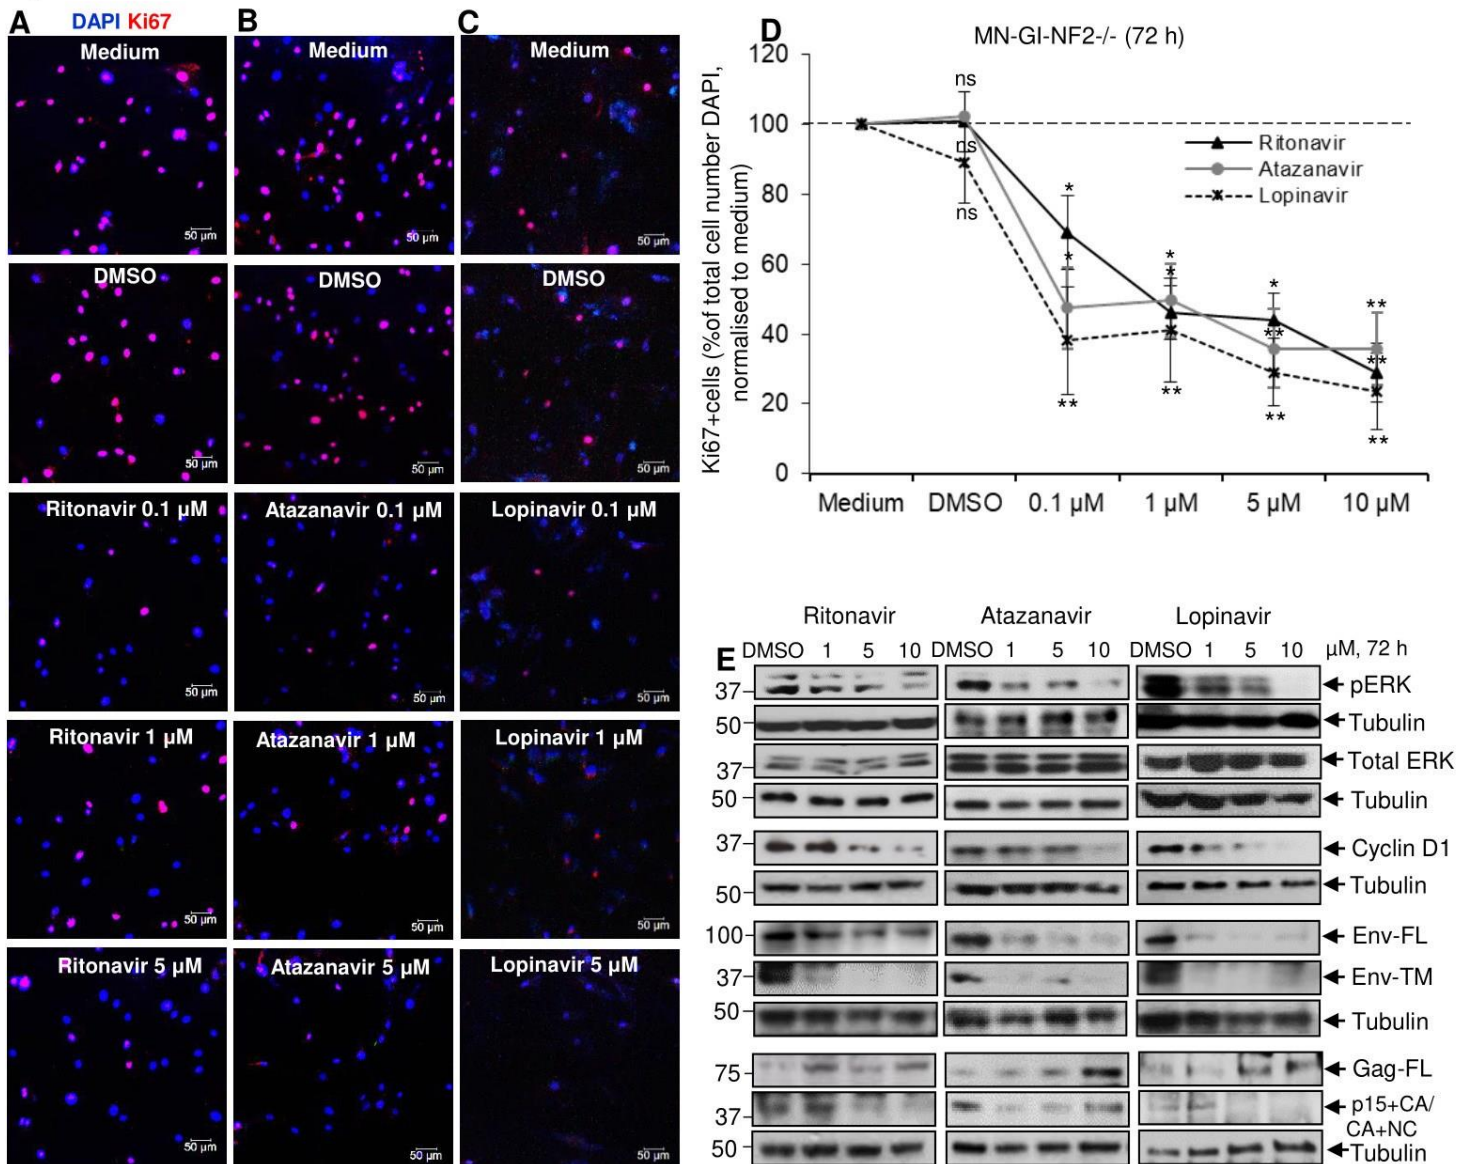 A DAPI Ki67 B C
Medium Medium Medium
50 µm 50 µm 50 µm
DMSO DMSO DMSO
50 µm 50 µm 50 µm
Ritonavir 0.1 µM Atazanavir 0.1 µM Lopinavir 0.1 µM
50 µm 50 µm 50 µm
Ritonavir 1 µM Atazanavir 1 µM Lopinavir 1 µM
50 µm 50 µm 50 µm
Ritonavir 5 µM Atazanavir 5 µM Lopinavir 5 µM
50 µm 50 µm 50 µm
D MN-GI-NF2-/- (72 h)
Ki67+cells (%of total cell number DAPI,
normalised to medium)
120
100
80
60
40
20
0
ns
ns
ns
*
*
**
*
*
**
*
**
**
**
**
**
Ritonavir
Atazanavir
Lopinavir
Medium DMSO 0.1 µM 1 µM 5 µM 10 µM
Ritonavir Atazanavir Lopinavir
E DMSO 1 5 10 DMSO 1 5 10 DMSO 1 5 10 µM, 72 h
37 pERK
50 Tubulin
37 Total ERK
50 Tubulin
37 Cyclin D1
50 Tubulin
100 Env-FL
37 Env-TM
50 Tubulin
75 Gag-FL
37 p15+CA/
CA+NC
50 Tubulin